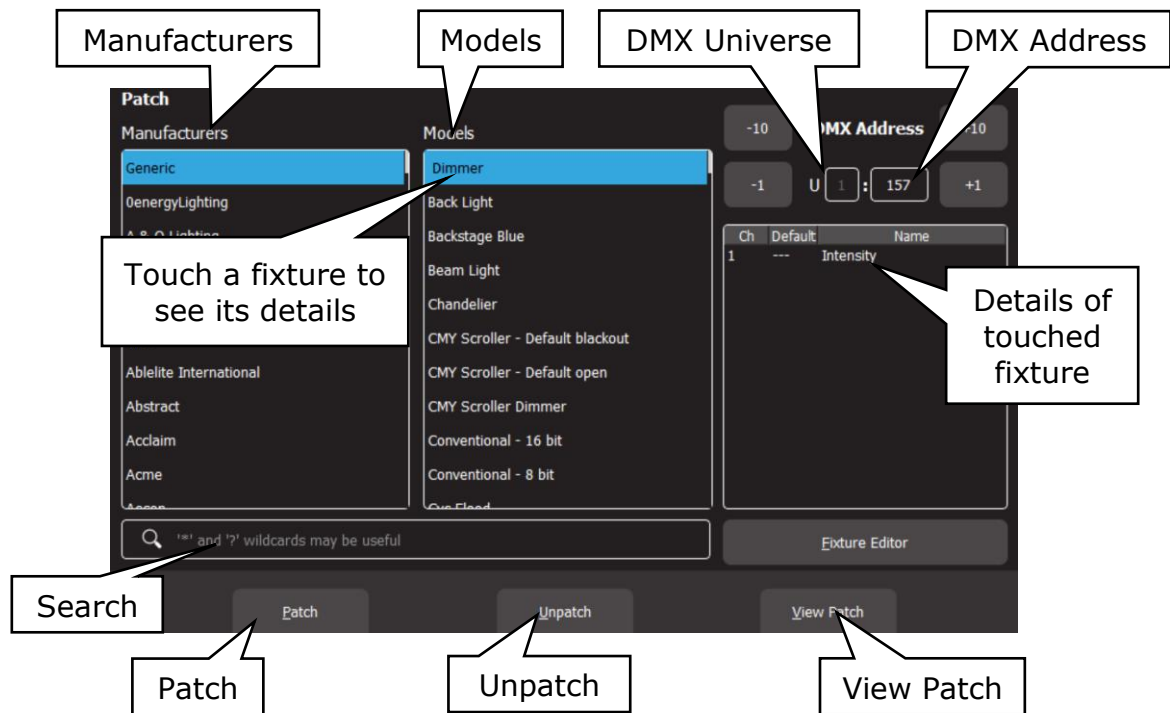 Manufacturers
Models
DMX Universe
DMX Address
Patch
Manufacturers
Models
-10
DMX Address
+10
Generic
0energyLighting
Ablelite International
Abstract
Acclaim
Acme
Dimmer
Back Light
Backstage Blue
Beam Light
Chandelier
CMY Scroller - Default blackout
CMY Scroller - Default open
CMY Scroller Dimmer
Conventional - 16 bit
Conventional - 8 bit
-1
U
1
:
157
+1
Ch Default Name
1 --- Intensity
Touch a fixture to
see its details
Details of
touched
fixture
'*' and '?' wildcards may be useful
Fixture Editor
Search
Patch
Unpatch
View Patch
Patch
Unpatch
View Patch